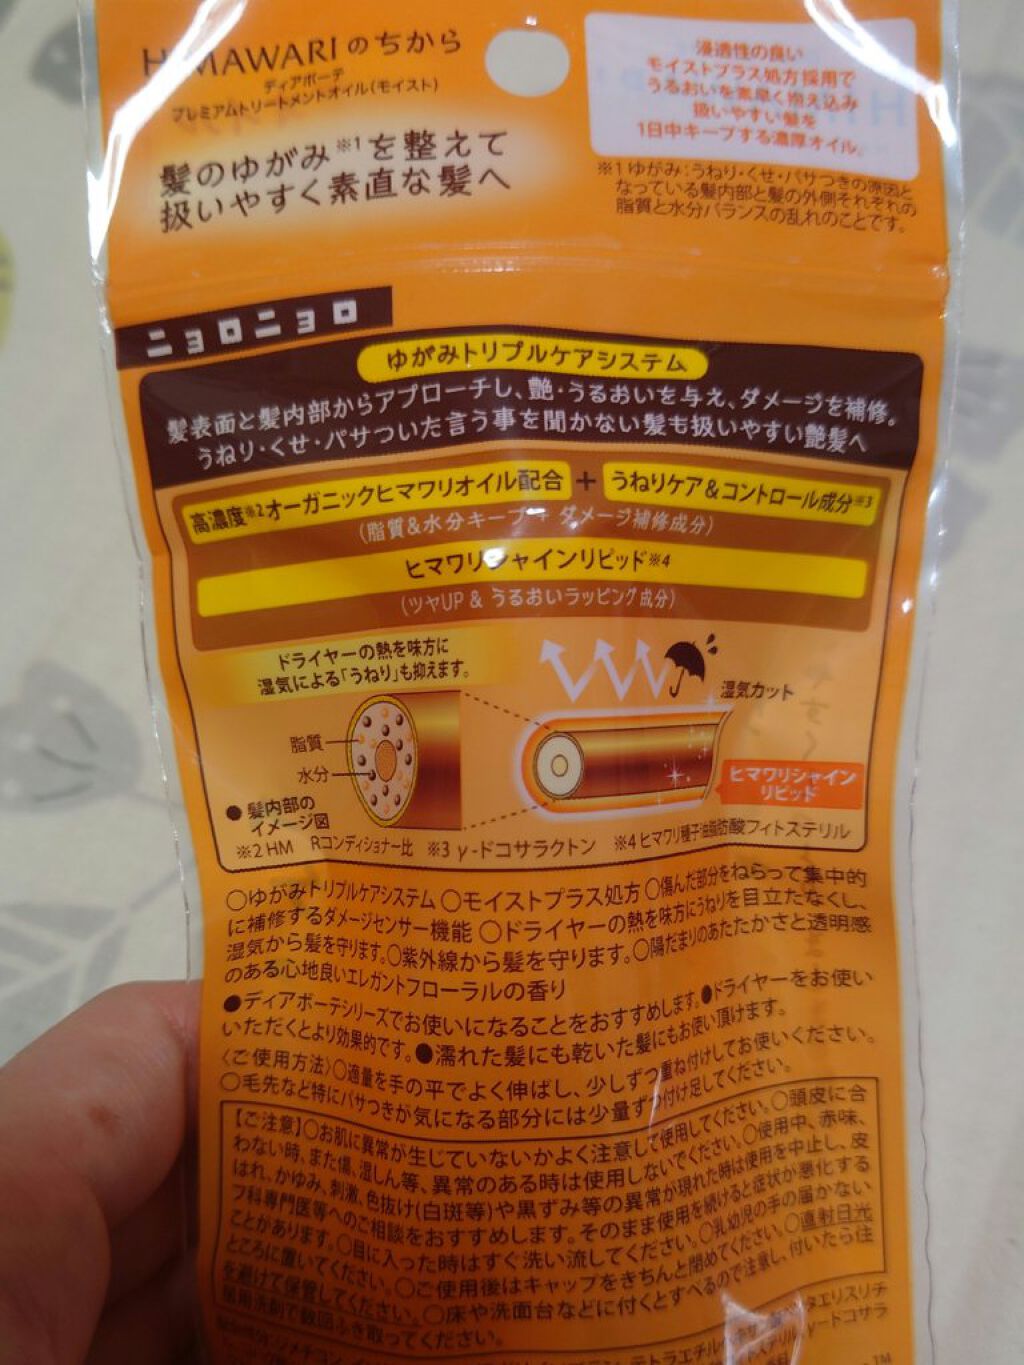 HIMAWARIのちから
ディアボーテ
プレミアムトリートメントオイル(モイスト)
髪のゆがみ※1を整えて
扱いやすく素直な髪へ
浸透性の良い
モイストプラス処方採用で
うるおいを素早く抱え込み
扱いやすい髪を
1日中キープする濃厚オイル。
※1 ゆがみ:うねり・くせ・パサつきの原因と
なっている髪内部と髪の外側それぞれの
脂質と水分バランスの乱れのことです。
ニョロニョロ
ゆがみトリプルケアシステム
髪表面と髪内部からアプローチし、艶・うるおいを与え、ダメージを補修。
うねり・くせ・パサついた言う事を聞かない髪も扱いやすい艶髪へ
高濃度※2オーガニックヒマワリオイル配合 + うねりケア&コントロール成分※3
(脂質&水分キープ + ダメージ補修成分)
ヒマワリシャインリピッド※4
(ツヤUP & うるおいラッピング成分)
ドライヤーの熱を味方に
湿気による「うねり」も抑えます。
湿気カット
脂質
水分
ヒマワリシャイン
リピッド
●髪内部の
イメージ図
※2 HM Rコンディショナー比 ※3 γ-ドコサラクトン ※4 ヒマワリ種子油脂肪酸フィトステリル
○ゆがみトリプルケアシステム ○モイストプラス処方 ○傷んだ部分をねらって集中的
に補修するダメージセンサー機能 ○ドライヤーの熱を味方にうねりを目立たなくし、
湿気から髪を守ります。○紫外線から髪を守ります。○陽だまりのあたたかさと透明感
のある心地良いエレガントフローラルの香り
●ディアボーテシリーズでお使いになることをおすすめします。●ドライヤーをお使い
いただくとより効果的です。●濡れた髪にも乾いた髪にもお使い頂けます。
〈ご使用方法〉○適量を手の平でよく伸ばし、少しずつ重ね付けしてお使いください。
○毛先など特にパサつきが気になる部分には少量ずつ付け足してください。
【ご注意】○お肌に異常が生じていないかよく注意して使用してください。○頭皮に合
わない時、また傷、湿しん等、異常のある時は使用しないでください。○使用中、赤味、
はれ、かゆみ、刺激、色抜け(白斑等)や黒ずみ等の異常が現れた時は使用を中止し、皮
フ科専門医等へのご相談をおすすめします。そのまま使用を続けると症状が悪化する
ことがあります。○目に入った時はすぐ洗い流してください。○乳幼児の手の届かない
ところに置いてください。○ご使用後はキャップをきちんと閉めてください。○直射日光
を避けて保管してください。○床や洗面台などに付くとすべるので注意し、付いたら住
居用洗剤で数回ふき取ってください。